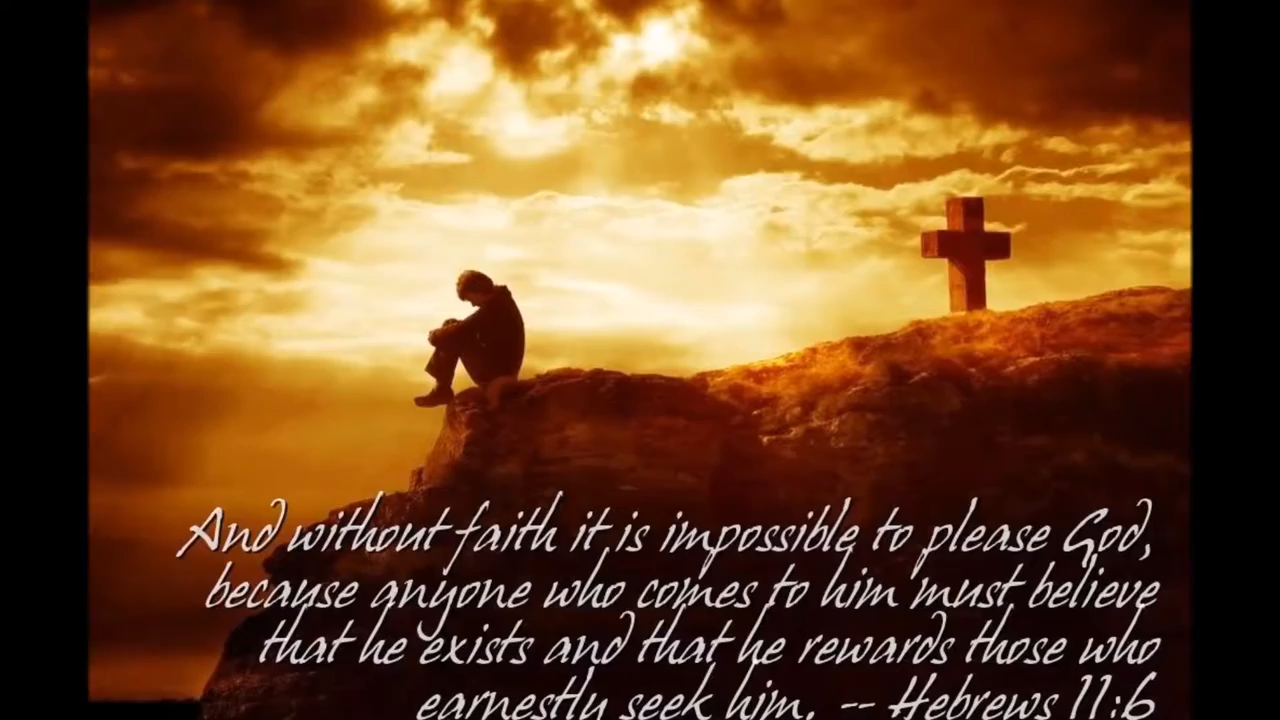 And without faith it is impossible to please God,
because anyone who comes to him must believe
that he exists and that he rewards those who
earnestly seek him. -- Hebrews 11:6